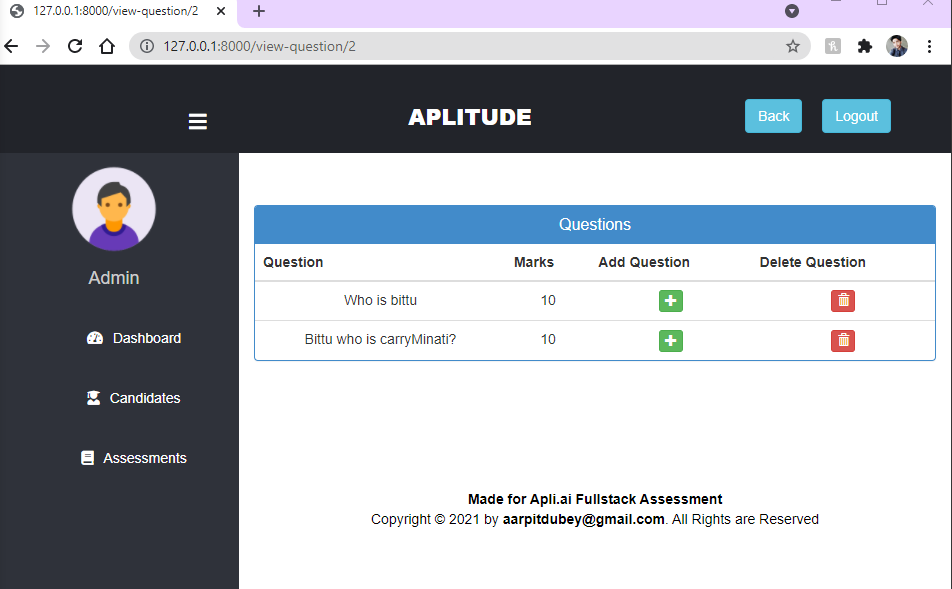 127.0.0.1:8000/view-question/2
127.0.0.1:8000/view-question/2
APLITUDE
Back
Logout
Admin
Dashboard
Candidates
Assessments
Questions
Question Marks Add Question Delete Question
Who is bittu 10
Bittu who is carryMinati? 10
Made for Apli.ai Fullstack Assessment
Copyright © 2021 by aarpitdubey@gmail.com. All Rights are Reserved